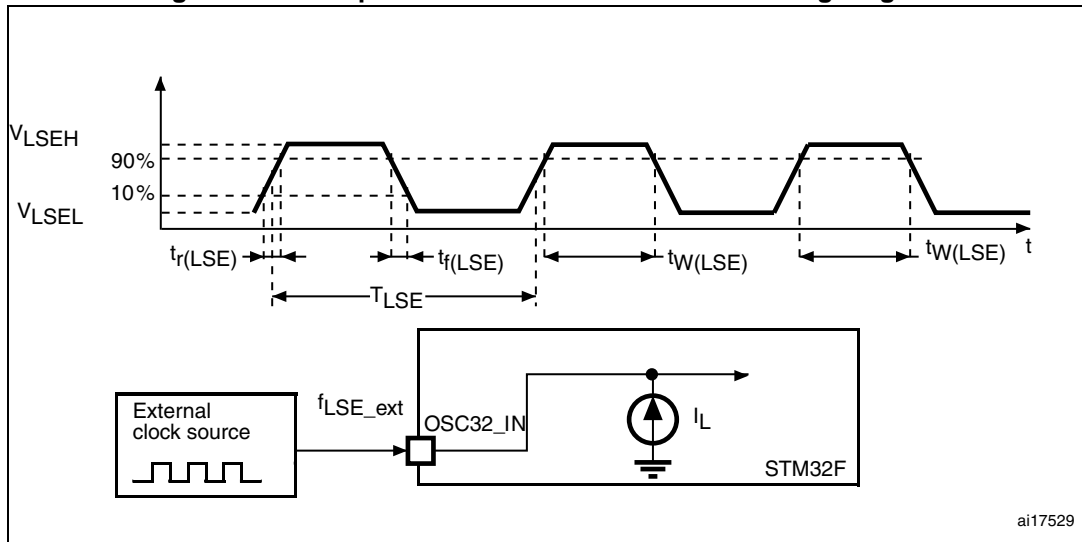 VLSEH
90%
10%
VLSEL
tr(LSE)
tf(LSE)
tW(LSE)
tW(LSE)
t
TLSE
External
clock source
fLSE_ext
OSC32_IN
IL
STM32F
ai17529